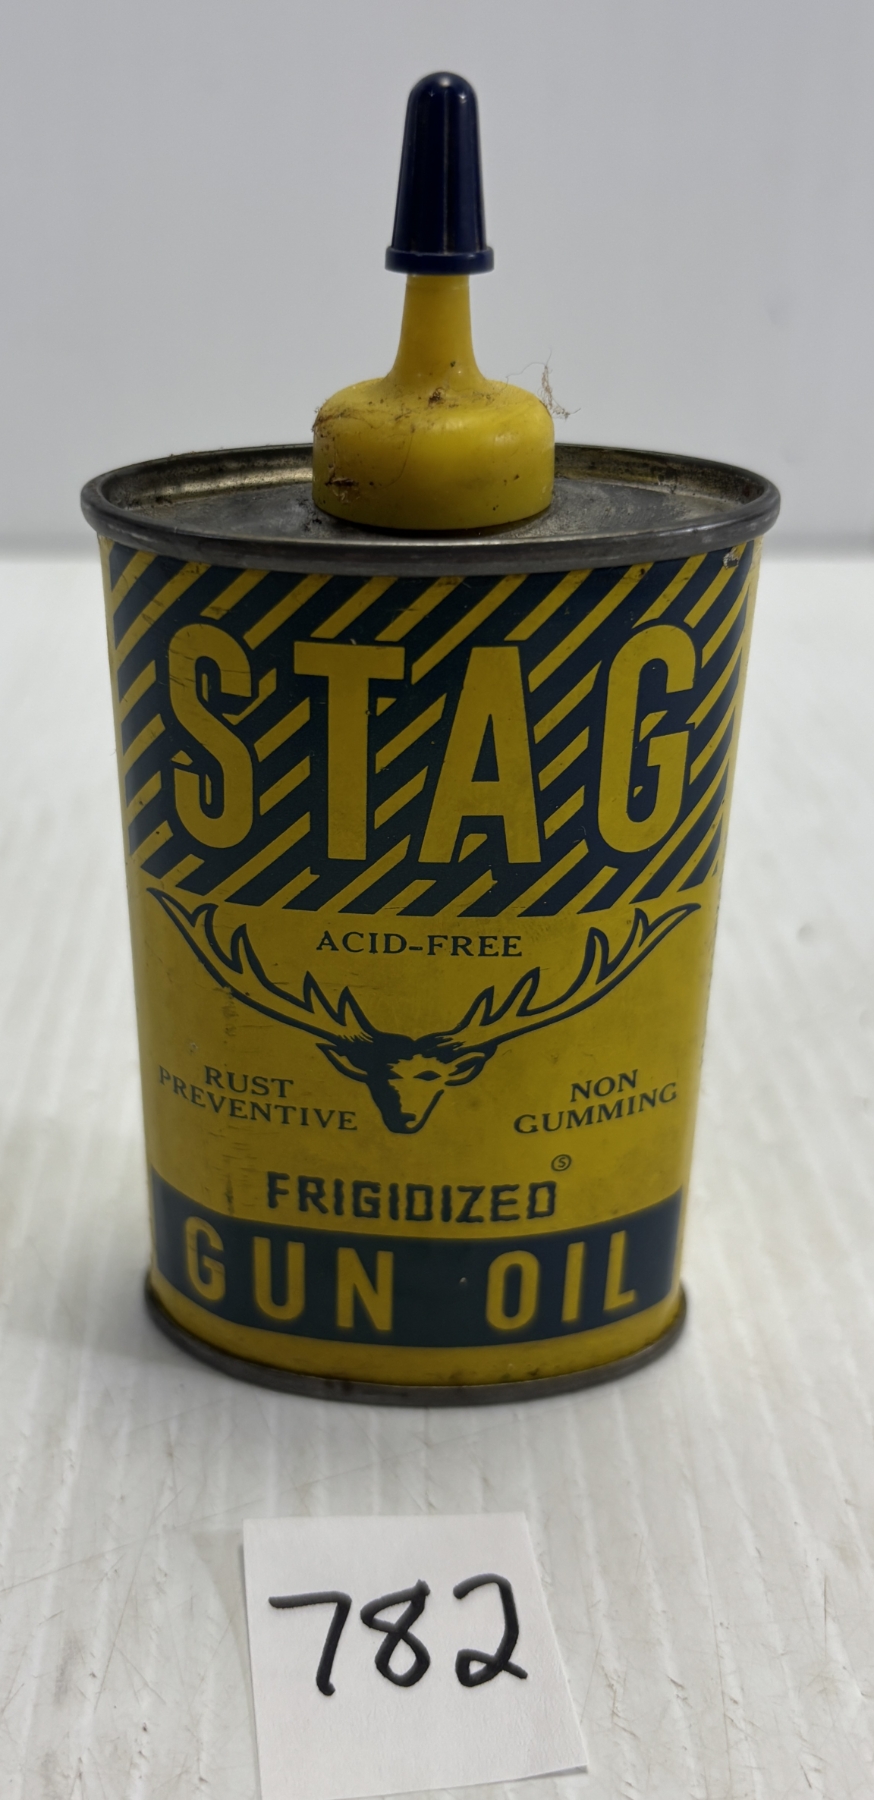 STAG
ACID-FREE
RUST
PREVENTIVE
NON
GUMMING
FRIGIDIZED Ⓢ
GUN OIL
782